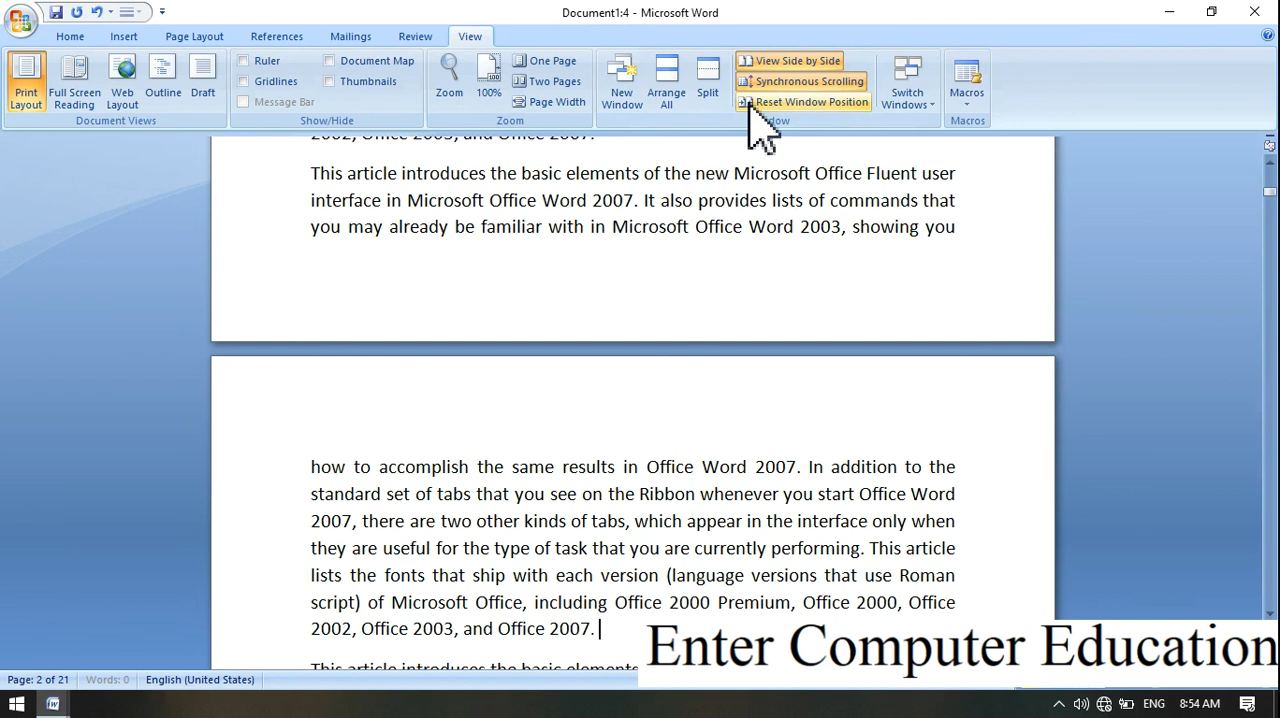 Document1:4 - Microsoft Word
Home Insert Page Layout References Mailings Review View
Print Layout
Full Screen Reading
Web Layout
Outline
Draft
Document Views
Ruler
Gridlines
Message Bar
Document Map
Thumbnails
Show/Hide
Zoom
100%
One Page
Two Pages
Page Width
Zoom
New Window
Arrange All
Split
View Side by Side
Synchronous Scrolling
Reset Window Position
Switch Windows
Macros
Macros
This article introduces the basic elements of the new Microsoft Office Fluent user
interface in Microsoft Office Word 2007. It also provides lists of commands that
you may already be familiar with in Microsoft Office Word 2003, showing you
how to accomplish the same results in Office Word 2007. In addition to the
standard set of tabs that you see on the Ribbon whenever you start Office Word
2007, there are two other kinds of tabs, which appear in the interface only when
they are useful for the type of task that you are currently performing. This article
lists the fonts that ship with each version (language versions that use Roman
script) of Microsoft Office, including Office 2000 Premium, Office 2000, Office
2002, Office 2003, and Office 2007.
This article introduces the basic elements
Enter Computer Education
Page: 2 of 21 Words: 0 English (United States)
ENG 8:54 AM